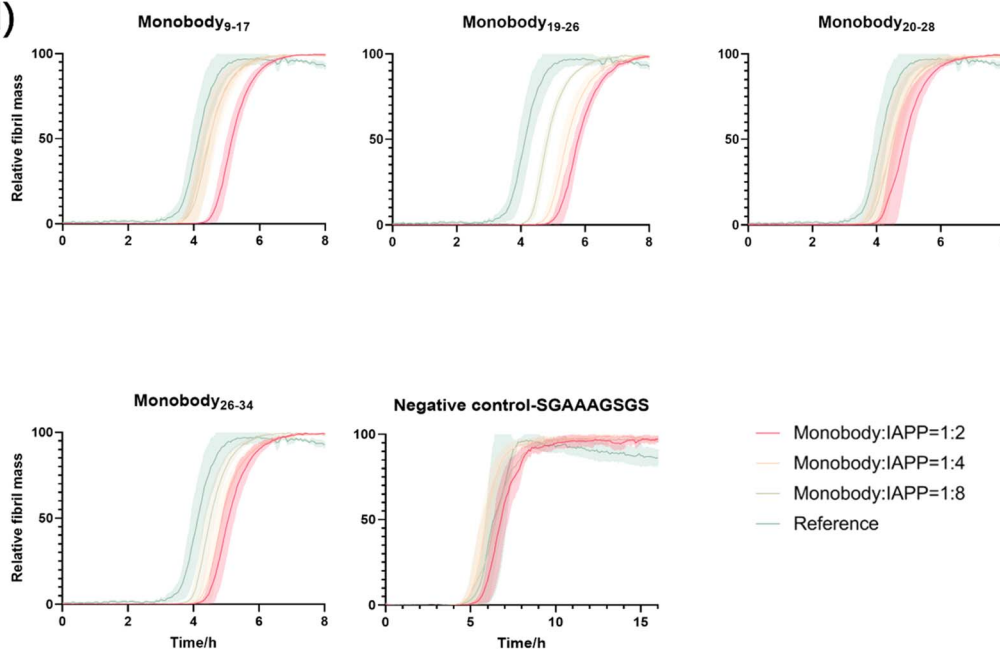 )
Monobody9-17
Monobody19-26
Monobody20-28
Relative fibril mass
100
50
0
0 2 4 6 8
100
50
0
0 2 4 6 8
100
50
0
0 2 4 6
Monobody26-34
Negative control-SGAAAGSGS
Relative fibril mass
100
50
0
0 2 4 6 8
Time/h
100
50
0
0 5 10 15
Time/h
Monobody:IAPP=1:2
Monobody:IAPP=1:4
Monobody:IAPP=1:8
Reference